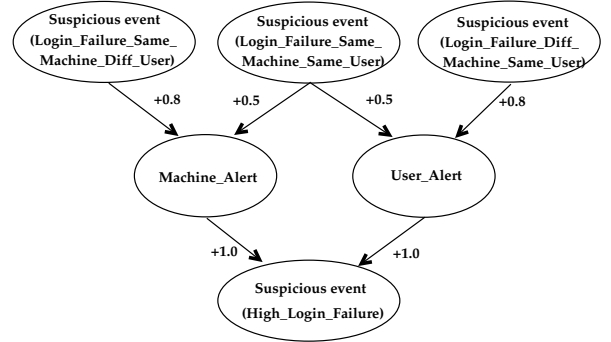 Suspicious event
(Login_Failure_Same_
Machine_Diff_User)
Suspicious event
(Login_Failure_Same_
Machine_Same_User)
Suspicious event
(Login_Failure_Diff_
Machine_Same_User)
+0.8
+0.5
+0.5
+0.8
Machine_Alert
User_Alert
+1.0
+1.0
Suspicious event
(High_Login_Failure)